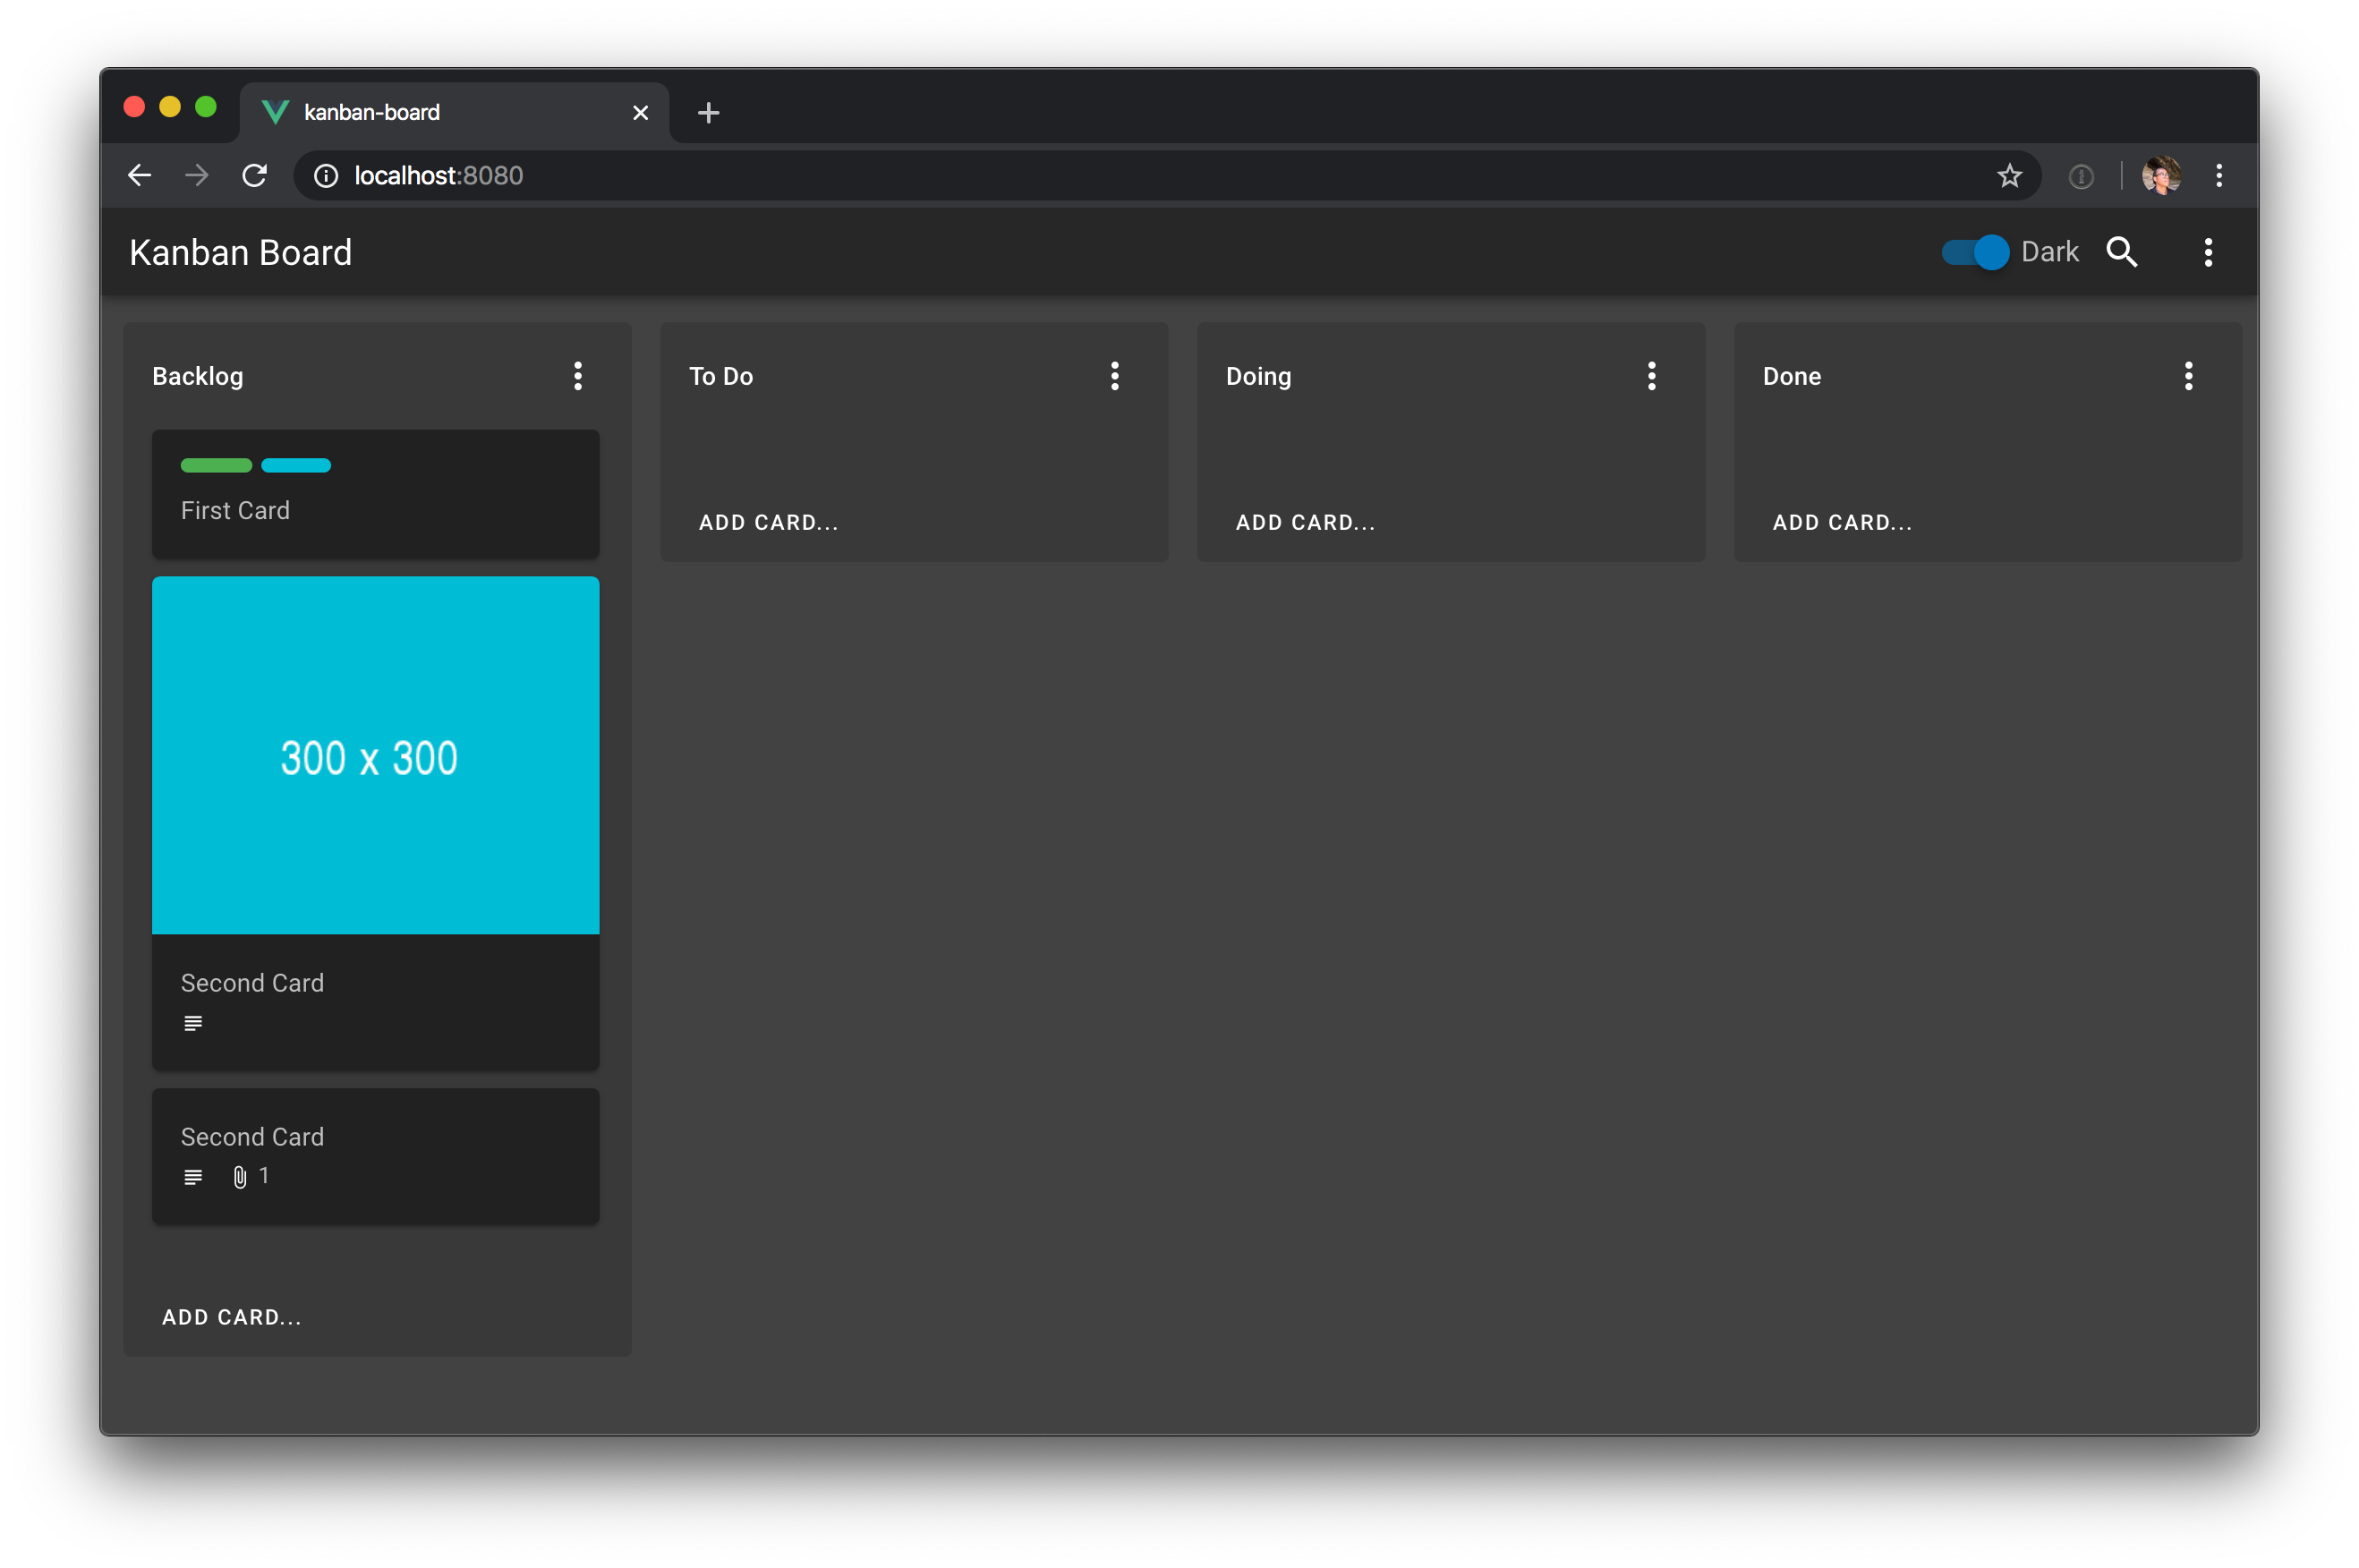 kanban-board
localhost:8080
Kanban Board
Dark
Backlog
First Card
300 x 300
Second Card
Second Card
1
ADD CARD...
To Do
ADD CARD...
Doing
ADD CARD...
Done
ADD CARD...